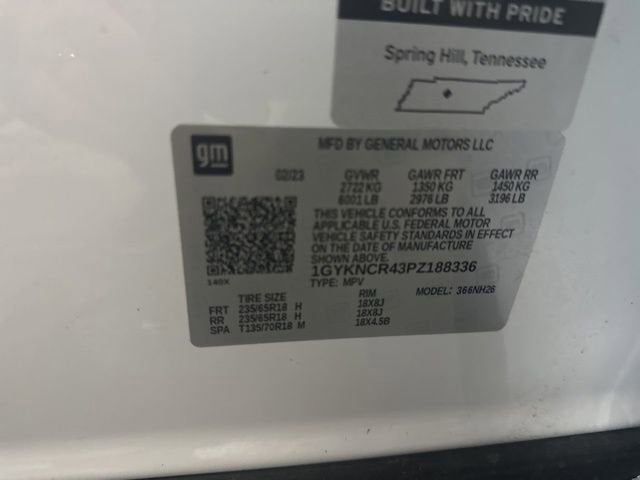 BUILT WITH PRIDE
Spring Hill, Tennessee
gm
MFD BY GENERAL MOTORS LLC
02/23 GVWR GAWR FRT GAWR RR
2722 KG 1350 KG 1450 KG
6001 LB 2976 LB 3196 LB
THIS VEHICLE CONFORMS TO ALL
APPLICABLE U.S. FEDERAL MOTOR
VEHICLE SAFETY STANDARDS IN EFFECT
ON THE DATE OF MANUFACTURE
SHOWN ABOVE.
1GYKNCR43PZ188336
140X
TYPE: MPV MODEL: 366NH26
TIRE SIZE RIM
FRT 235/65R18 H 18X8J
RR 235/65R18 H 18X8J
SPA T135/70R18 M 18X4.5B